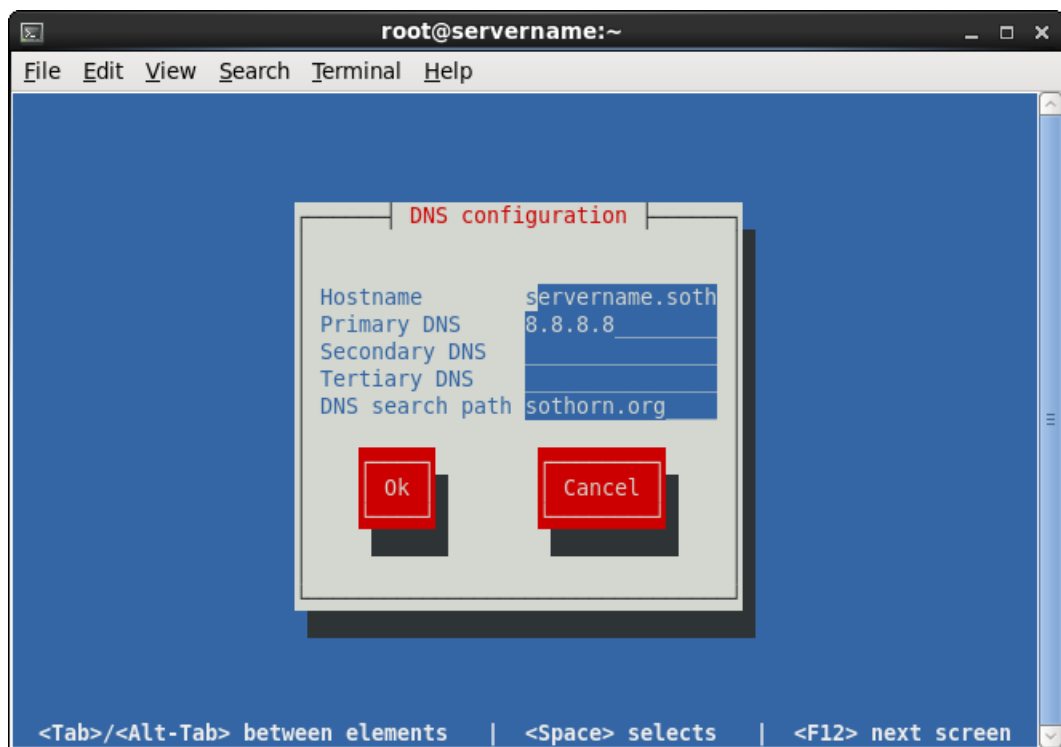 root@servername:~
File Edit View Search Terminal Help
DNS configuration
Hostname servername.soth
Primary DNS 8.8.8.8
Secondary DNS
Tertiary DNS
DNS search path sothorn.org
Ok Cancel
<Tab>/<Alt-Tab> between elements | <Space> selects | <F12> next screen